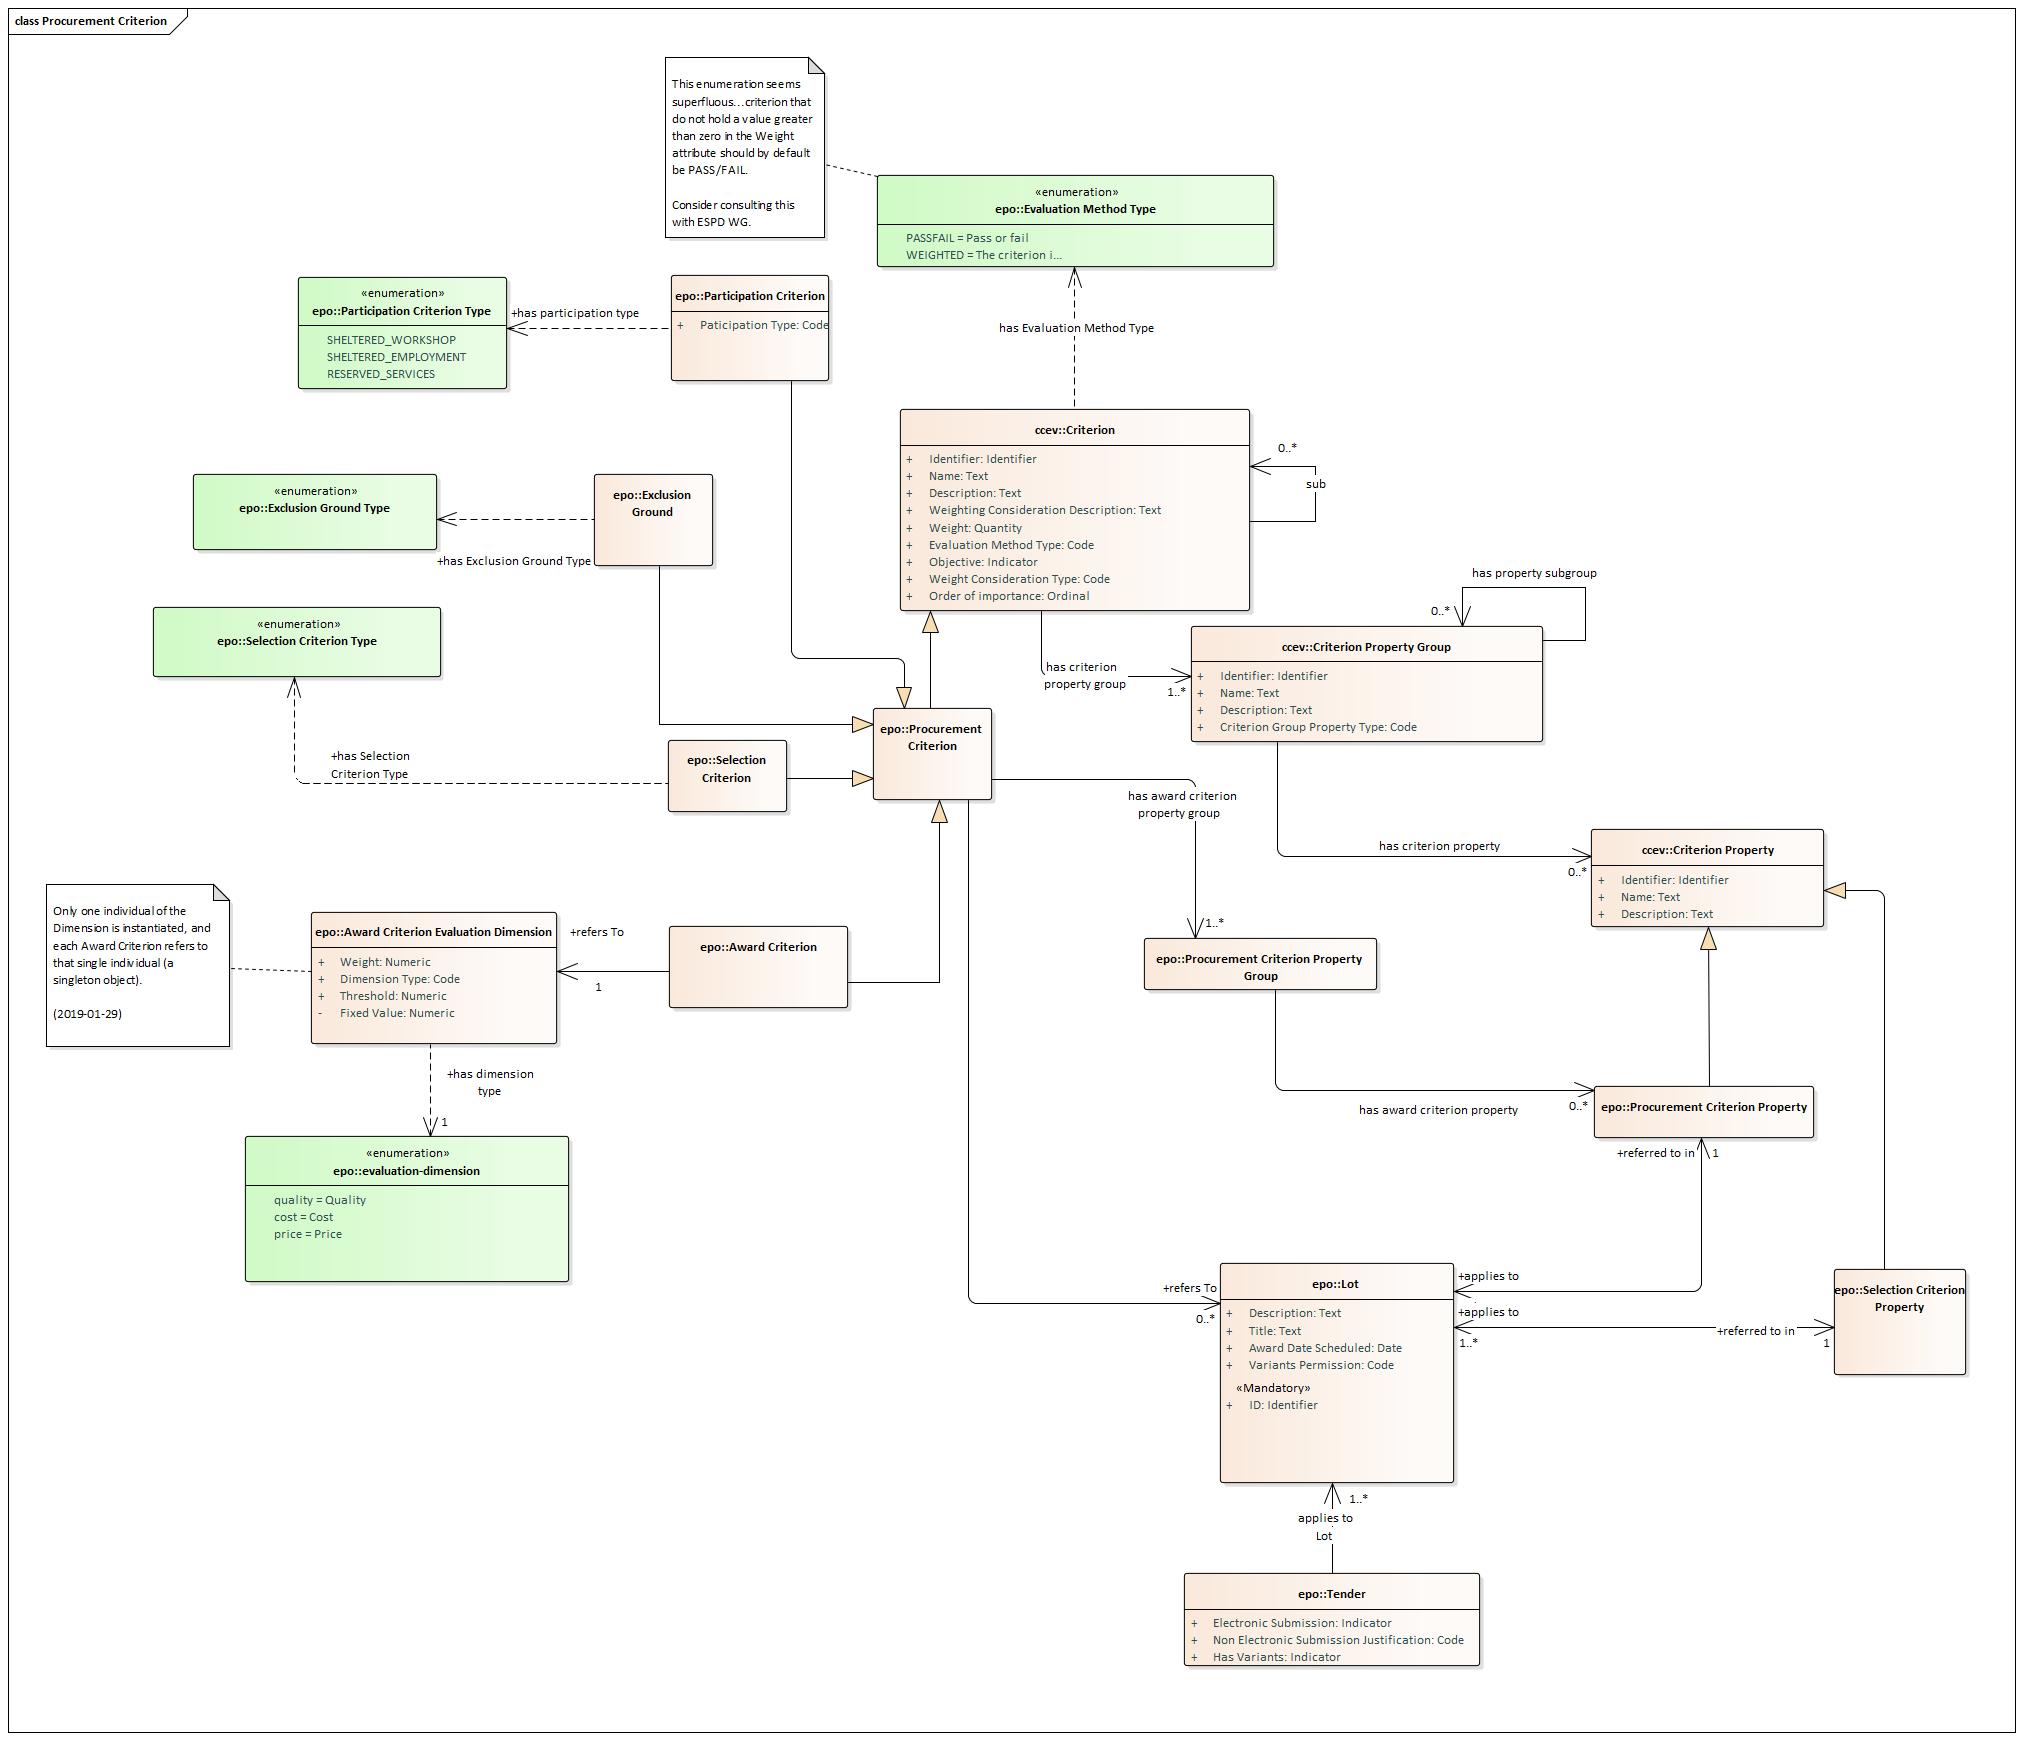 class Procurement Criterion
This enumeration seems
superfluous...criterion that
do not hold a value greater
than zero in the Weight
attribute should by default
be PASS/FAIL.
Consider consulting this
with ESPD WG.
«enumeration»
epo::Evaluation Method Type
PASSFAIL = Pass or fail
WEIGHTED = The criterion i...
«enumeration»
epo::Participation Criterion Type
SHELTERED_WORKSHOP
SHELTERED_EMPLOYMENT
RESERVED_SERVICES
+has participation type
epo::Participation Criterion
+ Paticipation Type: Code
has Evaluation Method Type
ccev::Criterion
+ Identifier: Identifier
+ Name: Text
+ Description: Text
+ Weighting Consideration Description: Text
+ Weight: Quantity
+ Evaluation Method Type: Code
+ Objective: Indicator
+ Weight Consideration Type: Code
+ Order of importance: Ordinal
0..*
sub
«enumeration»
epo::Exclusion Ground Type
+has Exclusion Ground Type
epo::Exclusion
Ground
«enumeration»
epo::Selection Criterion Type
+has Selection
Criterion Type
has property subgroup
0..*
has criterion
property group
1..*
ccev::Criterion Property Group
+ Identifier: Identifier
+ Name: Text
+ Description: Text
+ Criterion Group Property Type: Code
epo::Selection
Criterion
epo::Procurement
Criterion
has award criterion
property group
1..*
has criterion property
0..*
ccev::Criterion Property
+ Identifier: Identifier
+ Name: Text
+ Description: Text
Only one individual of the
Dimension is instantiated, and
each Award Criterion refers to
that single individual (a
singleton object).
(2019-01-29)
epo::Award Criterion Evaluation Dimension
+ Weight: Numeric
+ Dimension Type: Code
+ Threshold: Numeric
- Fixed Value: Numeric
+refers To
1
epo::Award Criterion
epo::Procurement Criterion Property
Group
+has dimension
type
1
«enumeration»
epo::evaluation-dimension
quality = Quality
cost = Cost
price = Price
has award criterion property
0..*
epo::Procurement Criterion Property
+referred to in
1
+refers To
0..*
epo::Lot
+ Description: Text
+ Title: Text
+ Award Date Scheduled: Date
+ Variants Permission: Code
«Mandatory»
+ ID: Identifier
+applies to
+applies to
1..*
+referred to in
1
epo::Selection Criterion
Property
1..*
applies to
Lot
epo::Tender
+ Electronic Submission: Indicator
+ Non Electronic Submission Justification: Code
+ Has Variants: Indicator